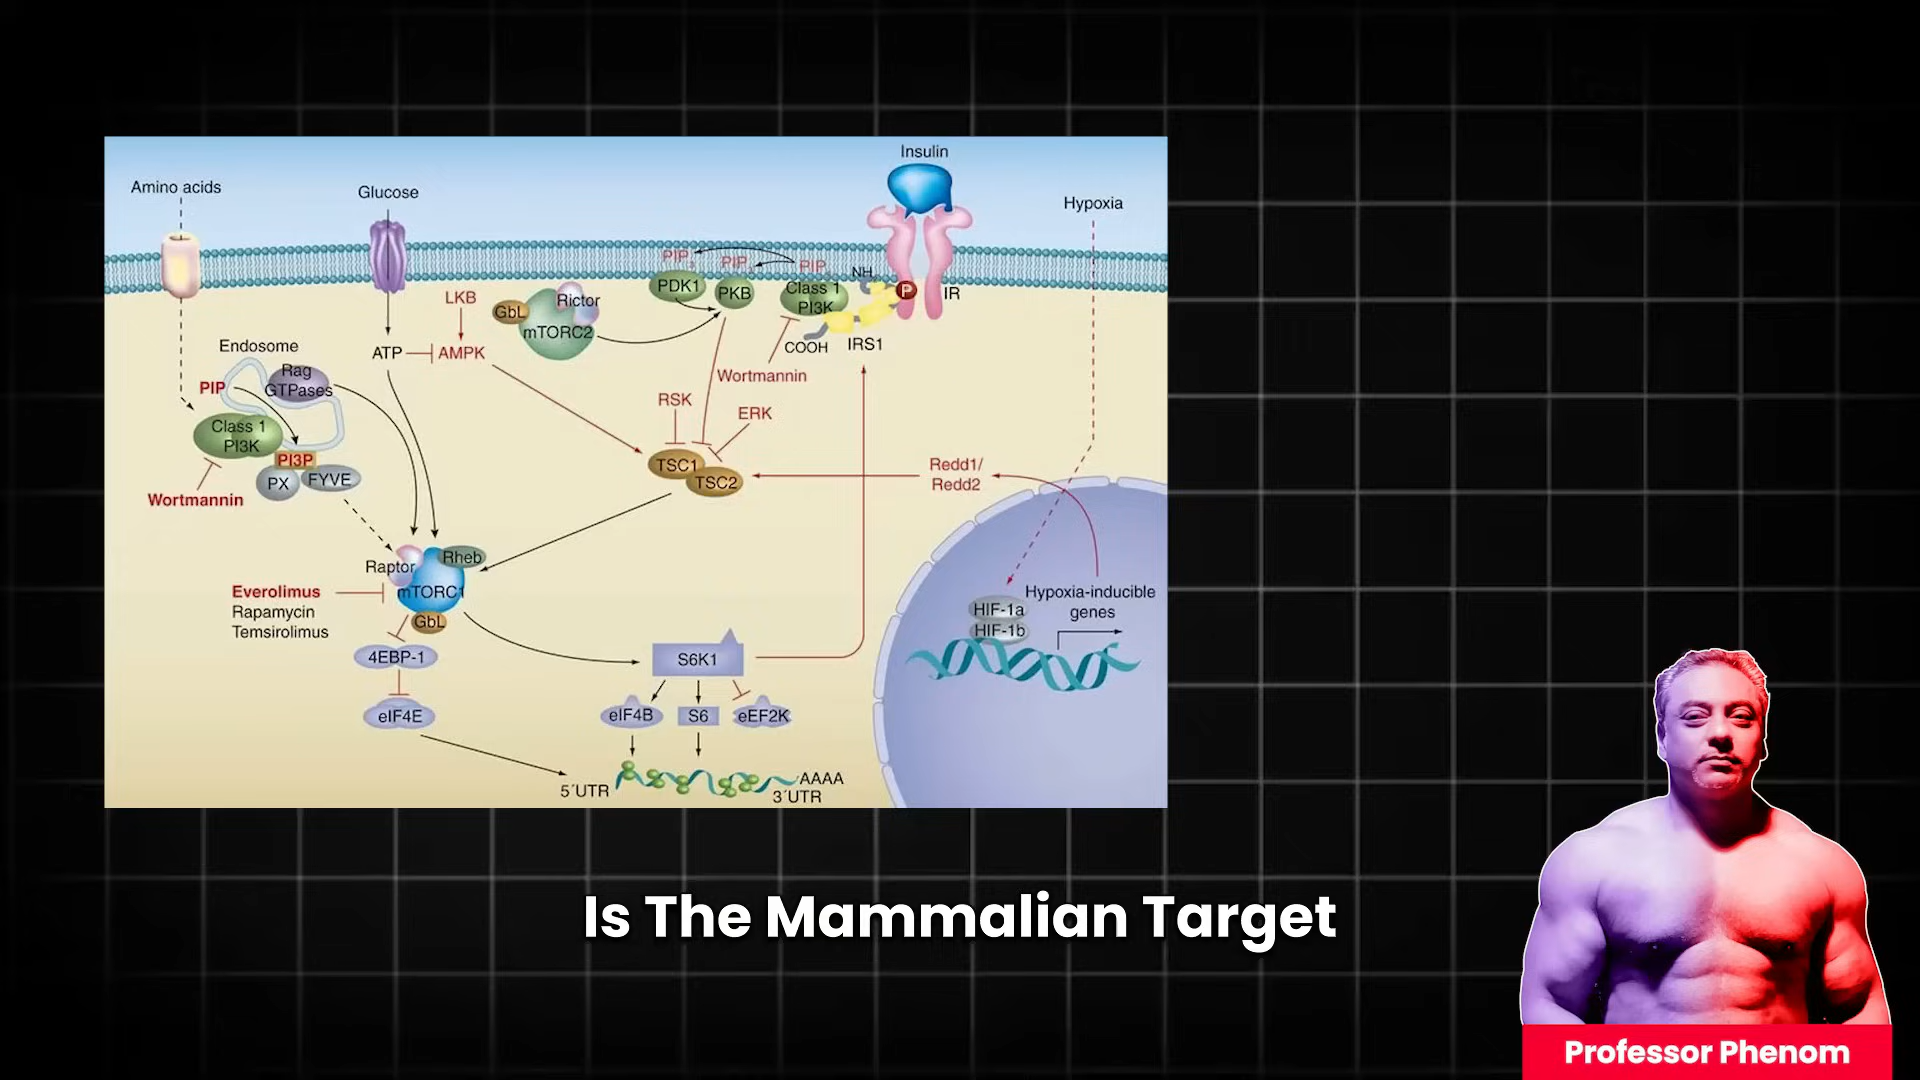 Insulin
Amino acids
Glucose
Hypoxia
PIP3
PIP
PIP
NH
PDK1
PKB
Class 1
PI3K
P
IR
LKB
GbL
Rictor
mTORC2
COOH
IRS1
Endosome
ATP
AMPK
Wortmannin
PIP
Rag
GTPases
RSK
ERK
Class 1
PI3K
PI3P
PX
FYVE
Wortmannin
TSC1
TSC2
Redd1/
Redd2
Raptor
Rheb
mTORC1
GbL
Everolimus
Rapamycin
Temsirolimus
Hypoxia-inducible
genes
HIF-1a
HIF-1b
4EBP-1
S6K1
eIF4E
eIF4B
S6
eEF2K
5´UTR
AAAA
3´UTR
Is The Mammalian Target
Professor Phenom